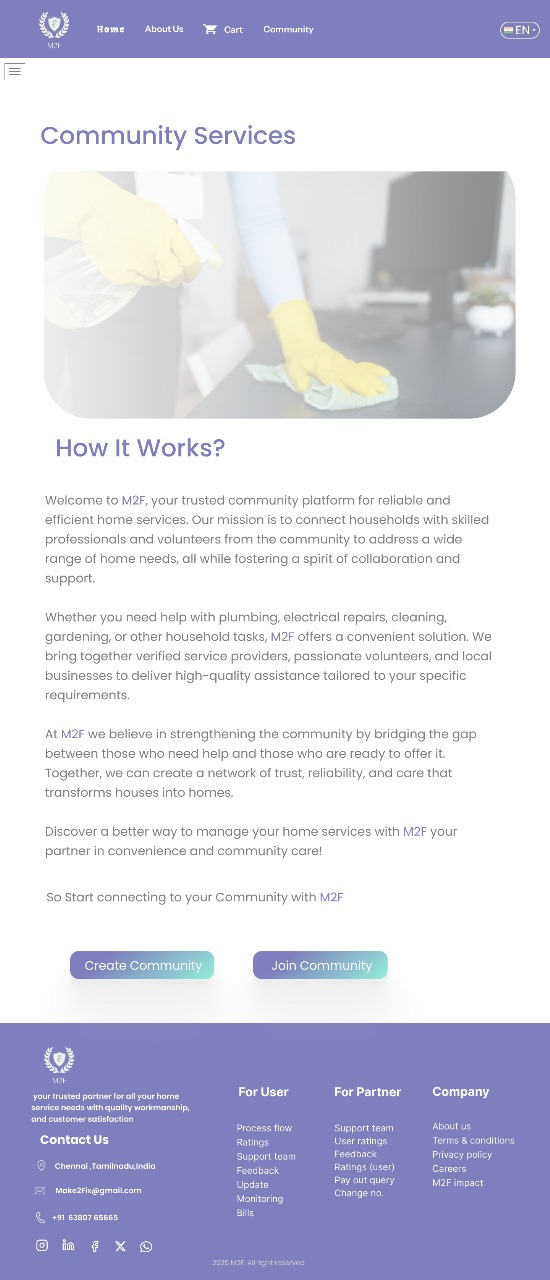 M2F
Home
About Us
Cart
Community
EN
Community Services
How It Works?
Welcome to M2F, your trusted community platform for reliable and
efficient home services. Our mission is to connect households with skilled
professionals and volunteers from the community to address a wide
range of home needs, all while fostering a spirit of collaboration and
support.
Whether you need help with plumbing, electrical repairs, cleaning,
gardening, or other household tasks, M2F offers a convenient solution. We
bring together verified service providers, passionate volunteers, and local
businesses to deliver high-quality assistance tailored to your specific
requirements.
At M2F we believe in strengthening the community by bridging the gap
between those who need help and those who are ready to offer it.
Together, we can create a network of trust, reliability, and care that
transforms houses into homes.
Discover a better way to manage your home services with M2F your
partner in convenience and community care!
So Start connecting to your Community with M2F
Create Community
Join Community
M2F
your trusted partner for all your home
service needs with quality workmanship,
and customer satisfaction
Contact Us
Chennai ,Tamilnadu,India
Make2Fix@gmail.com
+91 63807 65665
For User
Process flow
Ratings
Support team
Feedback
Update
Monitoring
Bills
For Partner
Support team
User ratings
Feedback
Ratings (user)
Pay out query
Change no.
Company
About us
Terms & conditions
Privacy policy
Careers
M2F impact
2025 M2F. All right reserved